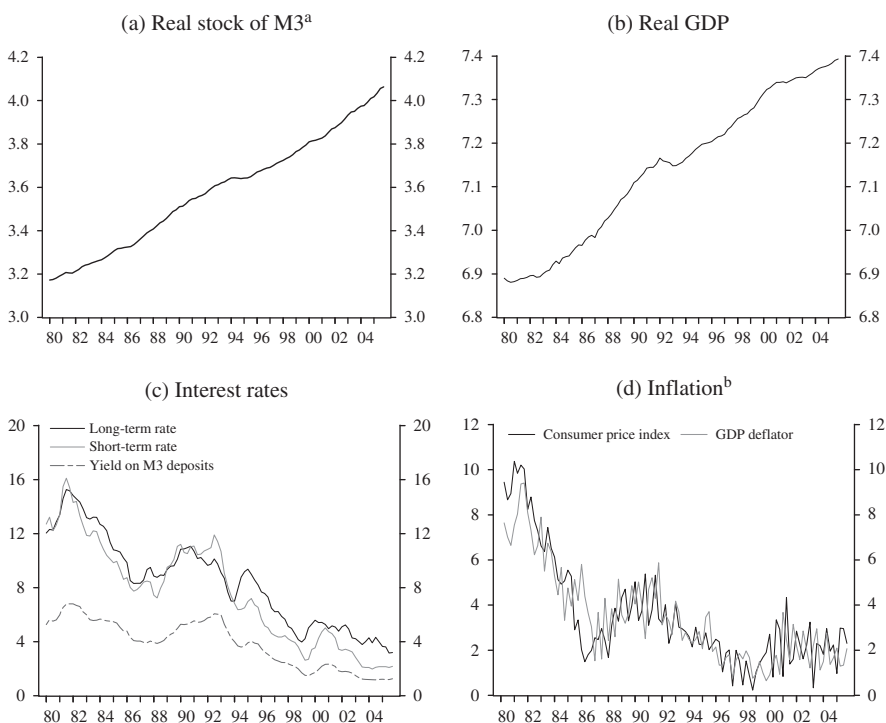 (a) Real stock of M3ᵃ
4.2 4.2
4.0 4.0
3.8 3.8
3.6 3.6
3.4 3.4
3.2 3.2
3.0 3.0
80 82 84 86 88 90 92 94 96 98 00 02 04
(b) Real GDP
7.4 7.4
7.3 7.3
7.2 7.2
7.1 7.1
7.0 7.0
6.9 6.9
6.8 6.8
80 82 84 86 88 90 92 94 96 98 00 02 04
(c) Interest rates
Long-term rate
Short-term rate
Yield on M3 deposits
20 20
16 16
12 12
8 8
4 4
0 0
80 82 84 86 88 90 92 94 96 98 00 02 04
(d) Inflationᵇ
Consumer price index GDP deflator
12 12
10 10
8 8
6 6
4 4
2 2
0 0
80 82 84 86 88 90 92 94 96 98 00 02 04